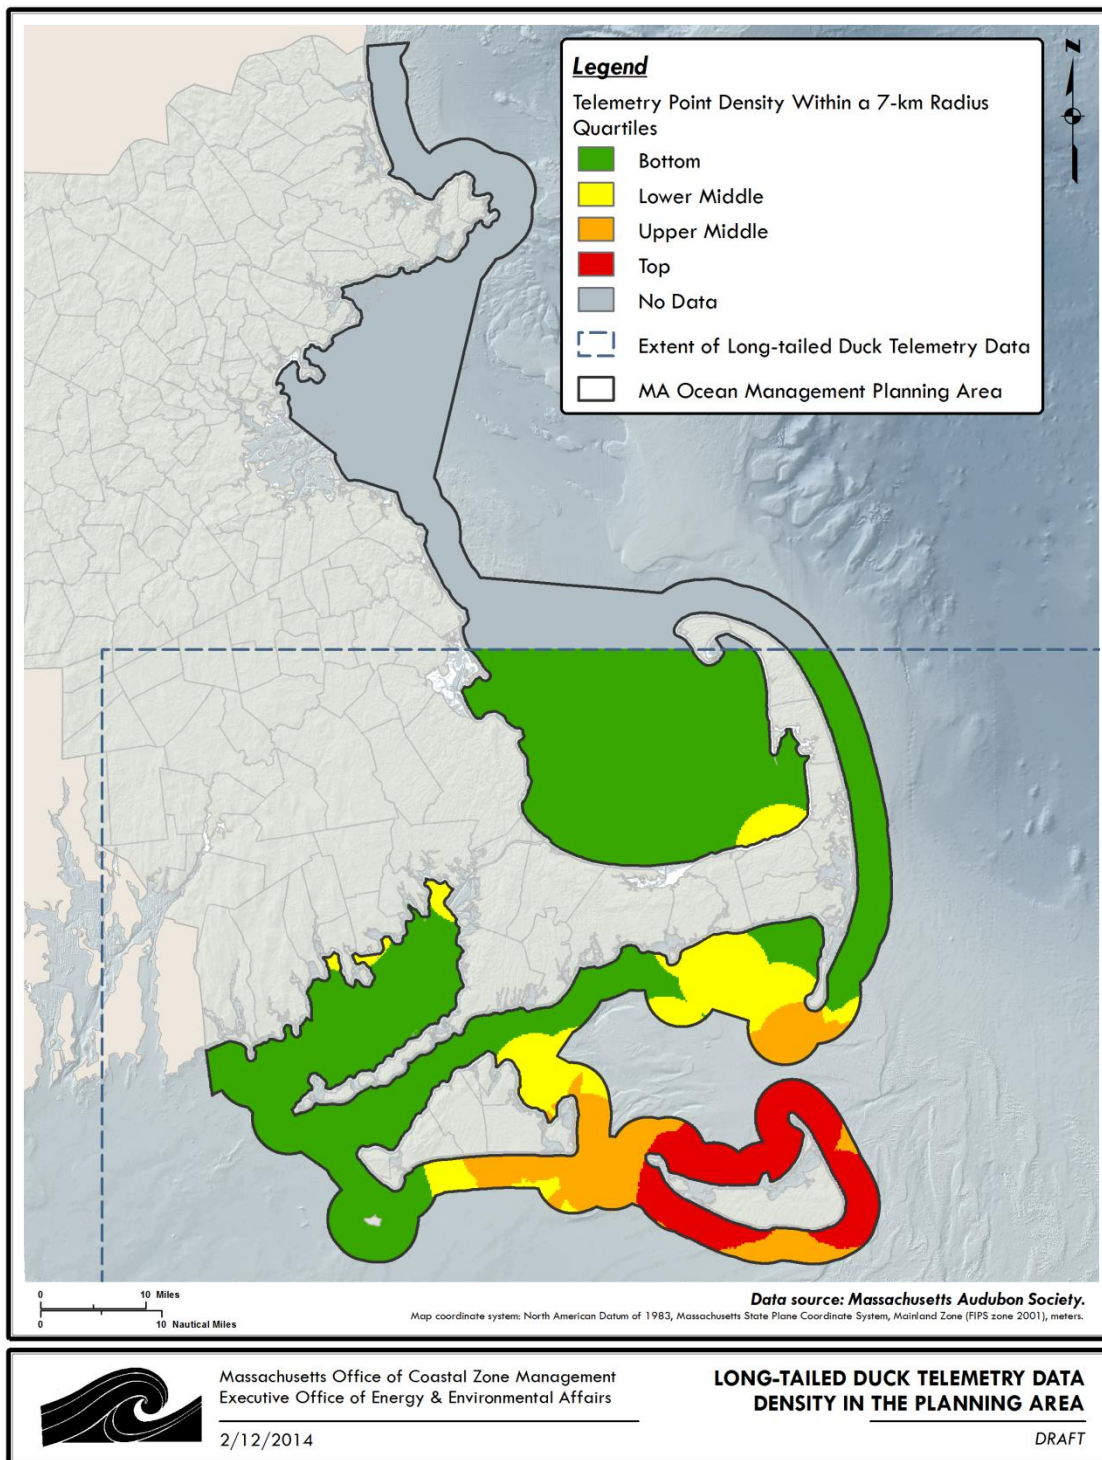 Legend
Telemetry Point Density Within a 7-km Radius
Quartiles
Bottom
Lower Middle
Upper Middle
Top
No Data
Extent of Long-tailed Duck Telemetry Data
MA Ocean Management Planning Area
N
0 10 Miles
0 10 Nautical Miles
Data source: Massachusetts Audubon Society.
Map coordinate system: North American Datum of 1983, Massachusetts State Plane Coordinate System, Mainland Zone (FIPS zone 2001), meters.
Massachusetts Office of Coastal Zone Management
Executive Office of Energy & Environmental Affairs
2/12/2014
LONG-TAILED DUCK TELEMETRY DATA
DENSITY IN THE PLANNING AREA
DRAFT